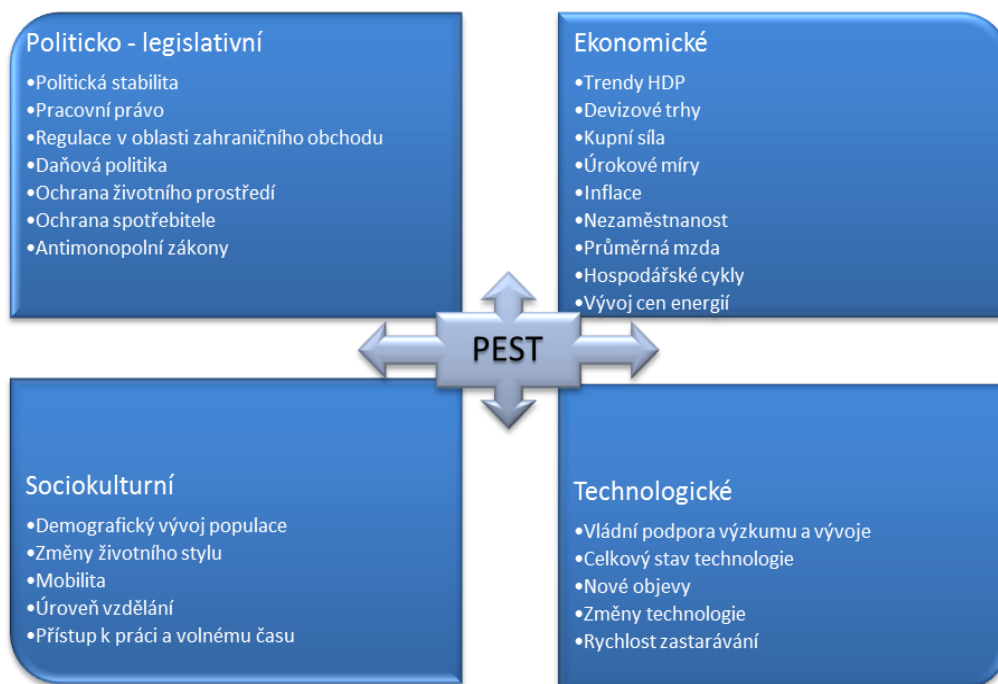 Politicko - legislativní
•Politická stabilita
•Pracovní právo
•Regulace v oblasti zahraničního obchodu
•Daňová politika
•Ochrana životního prostředí
•Ochrana spotřebitele
•Antimonopolní zákony
Ekonomické
•Trendy HDP
•Devizové trhy
•Kupní síla
•Úrokové míry
•Inflace
•Nezaměstnanost
•Průměrná mzda
•Hospodářské cykly
•Vývoj cen energií
PEST
Sociokulturní
•Demografický vývoj populace
•Změny životního stylu
•Mobilita
•Úroveň vzdělání
•Přístup k práci a volnému času
Technologické
•Vládní podpora výzkumu a vývoje
•Celkový stav technologie
•Nové objevy
•Změny technologie
•Rychlost zastarávání